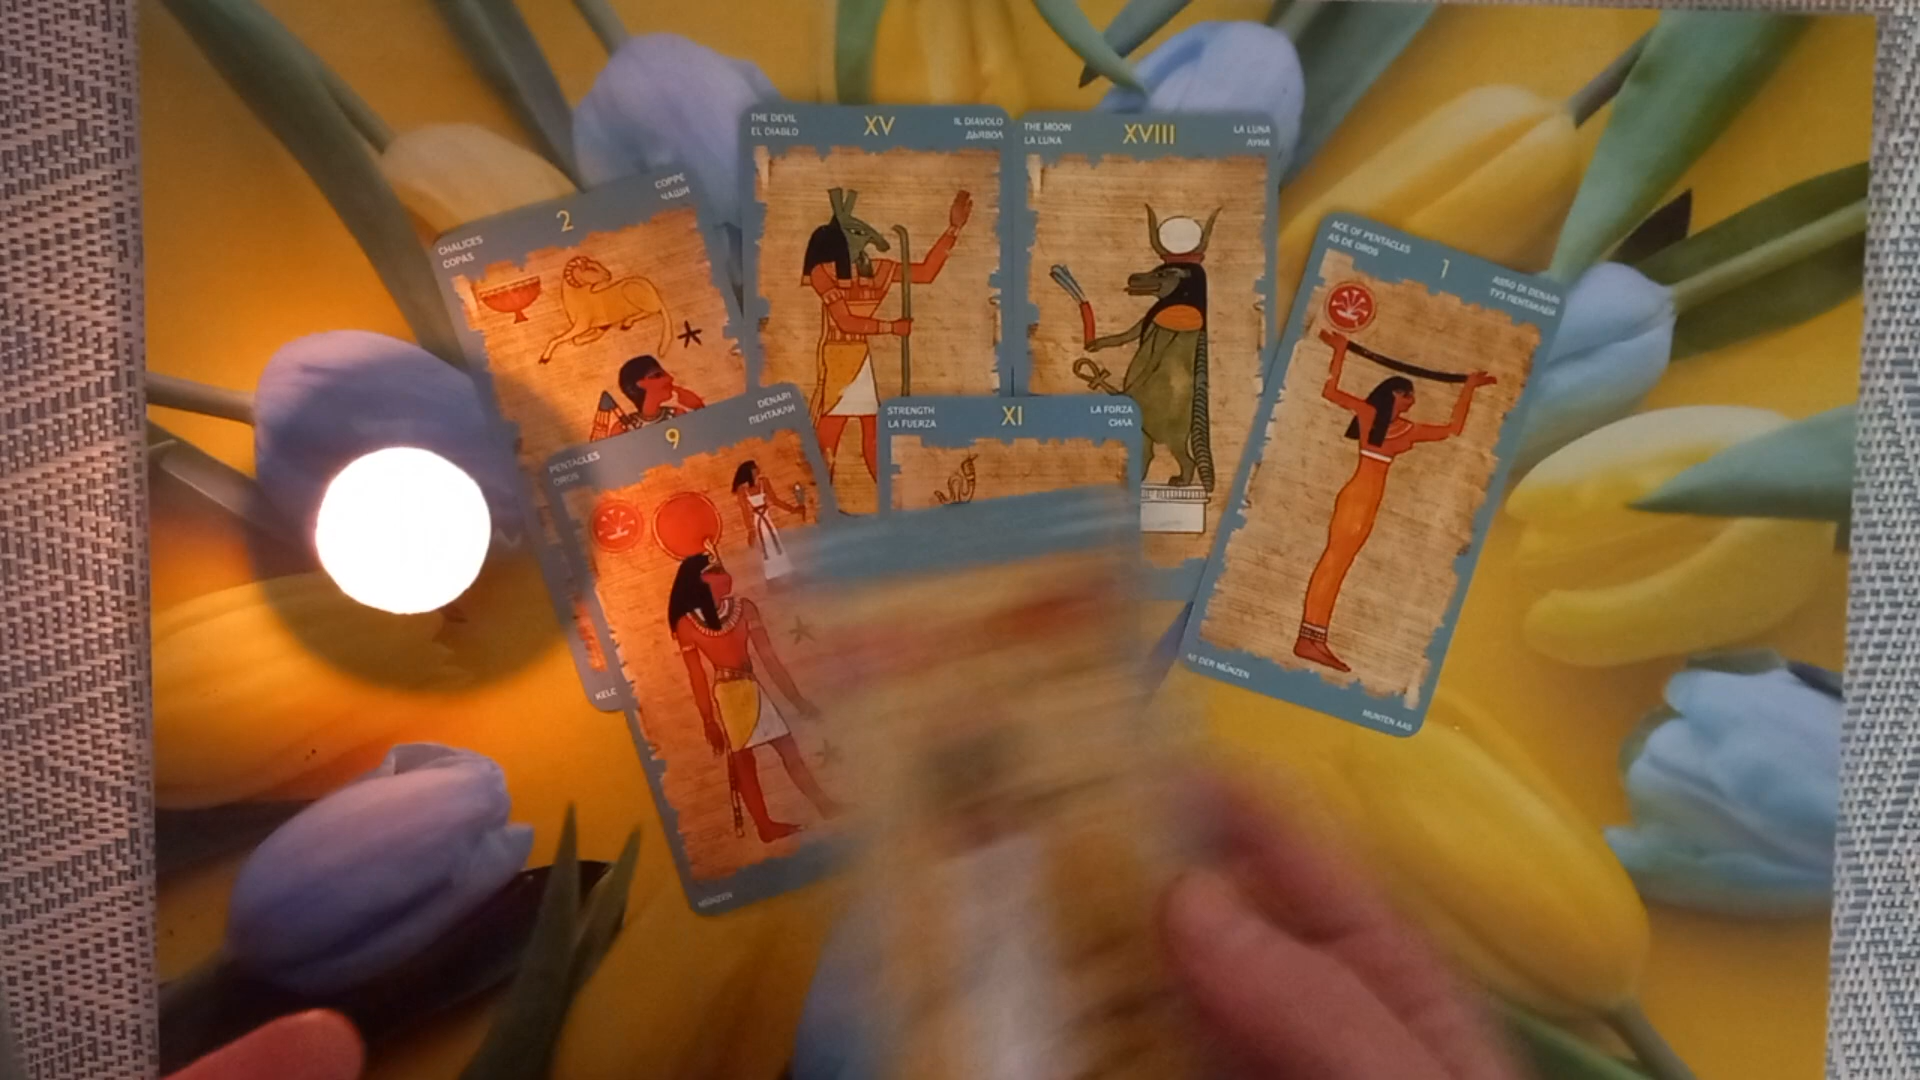 COPPE
ЧАШИ
2
CHALICES
COPAS
KELC
THE DEVIL
EL DIABLO
XV
IL DIAVOLO
ДЬЯВОЛ
THE MOON
LA LUNA
XVIII
LA LUNA
ЛУНА
ACE OF PENTACLES
AS DE OROS
1
ASSO DI DENARI
ТУЗ ПЕНТАКЛЕЙ
AS DER MÜNZEN
MUNTEN AAS
DENARI
ПЕНТАКЛИ
9
PENTACLES
OROS
MÜNZEN
STRENGTH
LA FUERZA
XI
LA FORZA
СИЛА